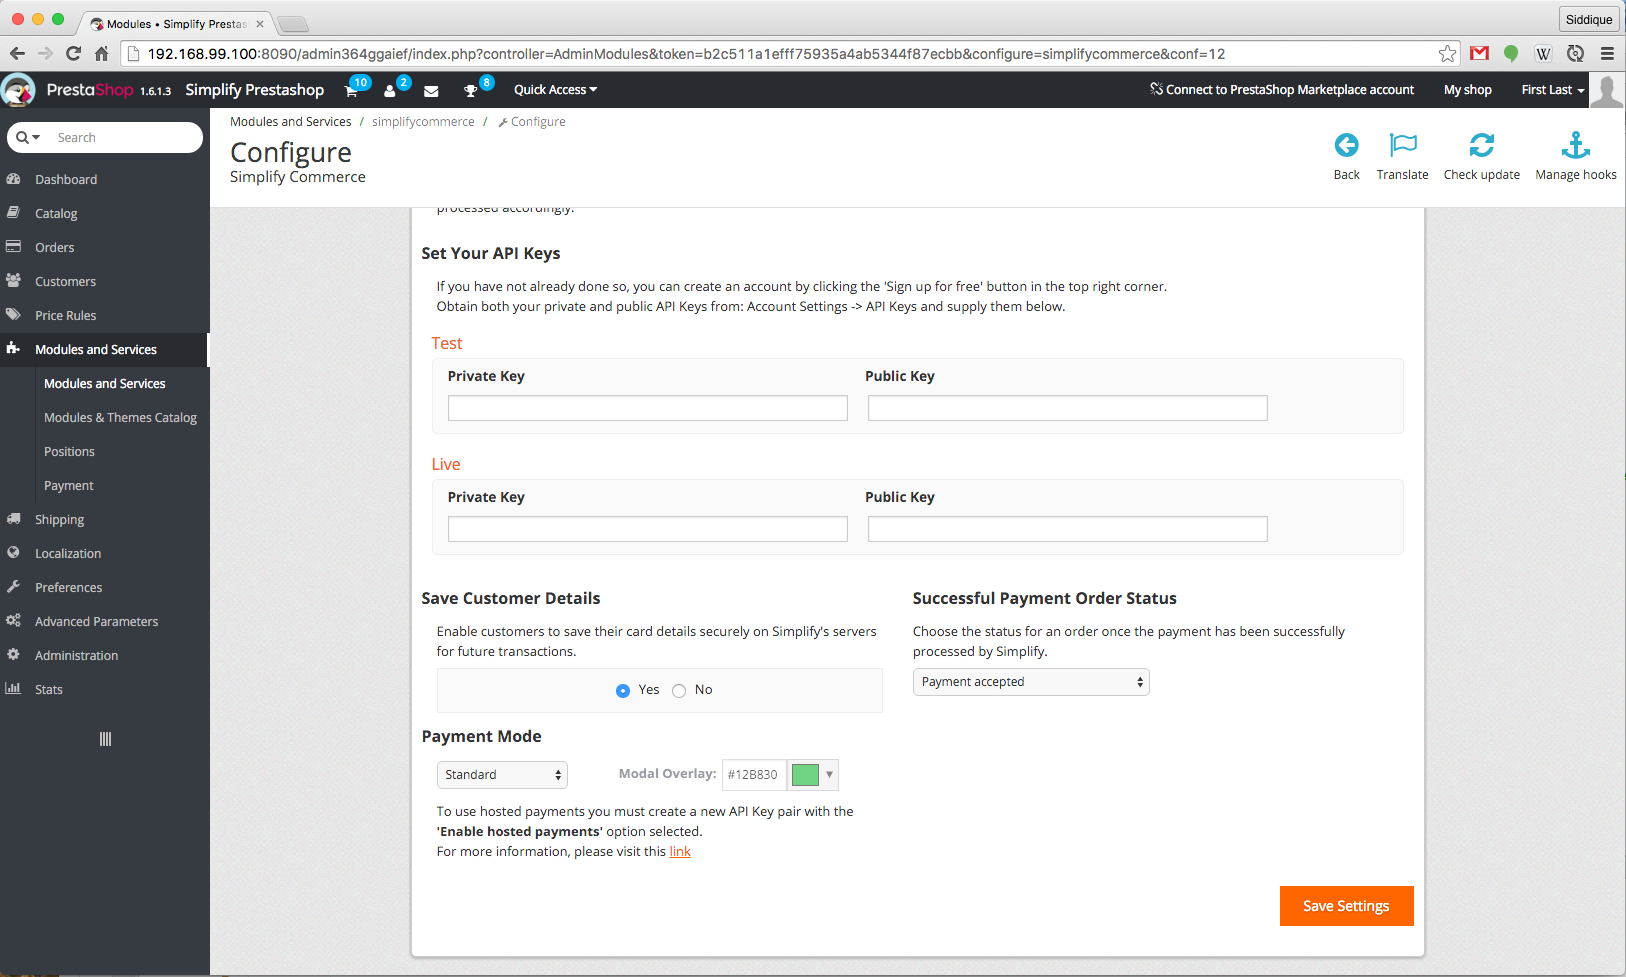 Modules • Simplify Prestas
Siddique
192.168.99.100:8090/admin364ggaief/index.php?controller=AdminModules&token=b2c511a1efff75935a4ab5344f87ecbb&configure=simplifycommerce&conf=12
PrestaShop 1.6.1.3 Simplify Prestashop 10 2 8 Quick Access
Connect to PrestaShop Marketplace account My shop First Last
Search
Dashboard
Catalog
Orders
Customers
Price Rules
Modules and Services
Modules and Services
Modules & Themes Catalog
Positions
Payment
Shipping
Localization
Preferences
Advanced Parameters
Administration
Stats
Modules and Services / simplifycommerce / Configure
Configure
Simplify Commerce
Back Translate Check update Manage hooks
processed accordingly.
Set Your API Keys
If you have not already done so, you can create an account by clicking the 'Sign up for free' button in the top right corner.
Obtain both your private and public API Keys from: Account Settings -> API Keys and supply them below.
Test
Private Key Public Key
Live
Private Key Public Key
Save Customer Details
Enable customers to save their card details securely on Simplify's servers
for future transactions.
Yes No
Successful Payment Order Status
Choose the status for an order once the payment has been successfully
processed by Simplify.
Payment accepted
Payment Mode
Standard Modal Overlay: #12B830
To use hosted payments you must create a new API Key pair with the
'Enable hosted payments' option selected.
For more information, please visit this link
Save Settings